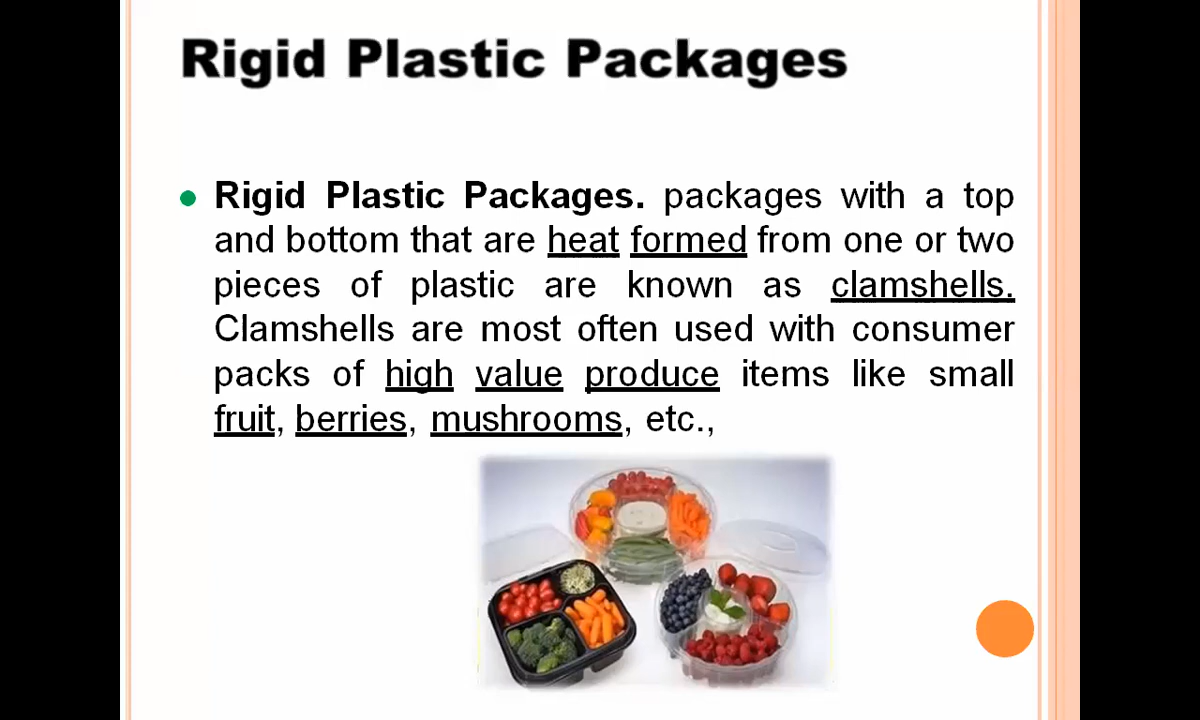 Rigid Plastic Packages
Rigid Plastic Packages. packages with a top
and bottom that are heat formed from one or two
pieces of plastic are known as clamshells.
Clamshells are most often used with consumer
packs of high value produce items like small
fruit, berries, mushrooms, etc.,